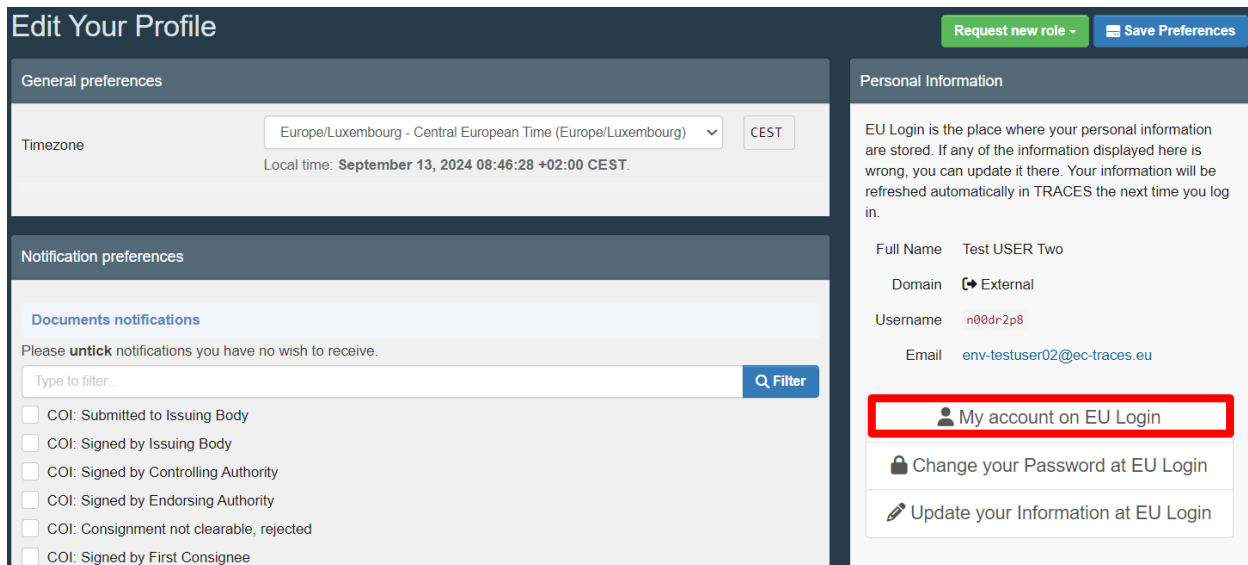 Edit Your Profile
Request new role
Save Preferences
General preferences
Timezone
Europe/Luxembourg - Central European Time (Europe/Luxembourg)
CEST
Local time: September 13, 2024 08:46:28 +02:00 CEST.
Notification preferences
Documents notifications
Please untick notifications you have no wish to receive.
Type to filter...
Filter
COI: Submitted to Issuing Body
COI: Signed by Issuing Body
COI: Signed by Controlling Authority
COI: Signed by Endorsing Authority
COI: Consignment not clearable, rejected
COI: Signed by First Consignee
Personal Information
EU Login is the place where your personal information
are stored. If any of the information displayed here is
wrong, you can update it there. Your information will be
refreshed automatically in TRACES the next time you log
in.
Full Name Test USER Two
Domain External
Username n00dr2p8
Email env-testuser02@ec-traces.eu
My account on EU Login
Change your Password at EU Login
Update your Information at EU Login